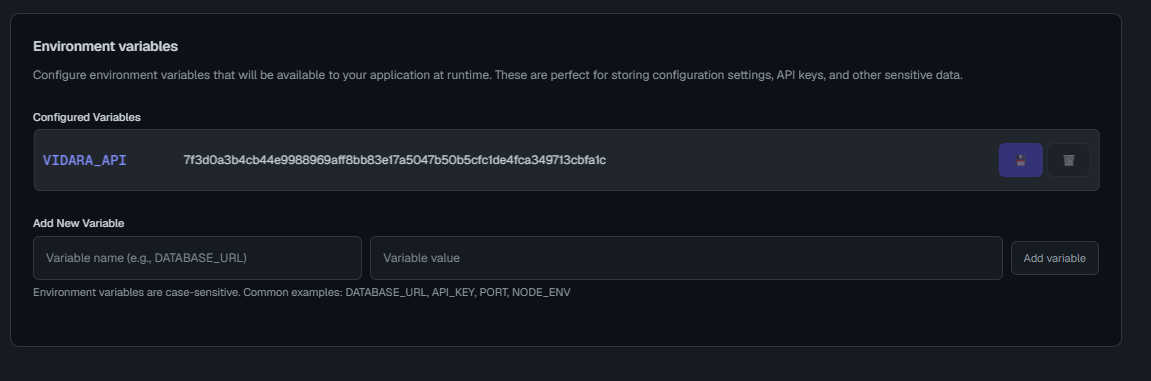 Environment variables
Configure environment variables that will be available to your application at runtime. These are perfect for storing configuration settings, API keys, and other sensitive data.
Configured Variables
VIDARA_API 7f3d0a3b4cb44e9988969aff8bb83e17a5047b50b5cfc1de4fca349713cbfa1c
Add New Variable
Variable name (e.g., DATABASE_URL) Variable value Add variable
Environment variables are case-sensitive. Common examples: DATABASE_URL, API_KEY, PORT, NODE_ENV